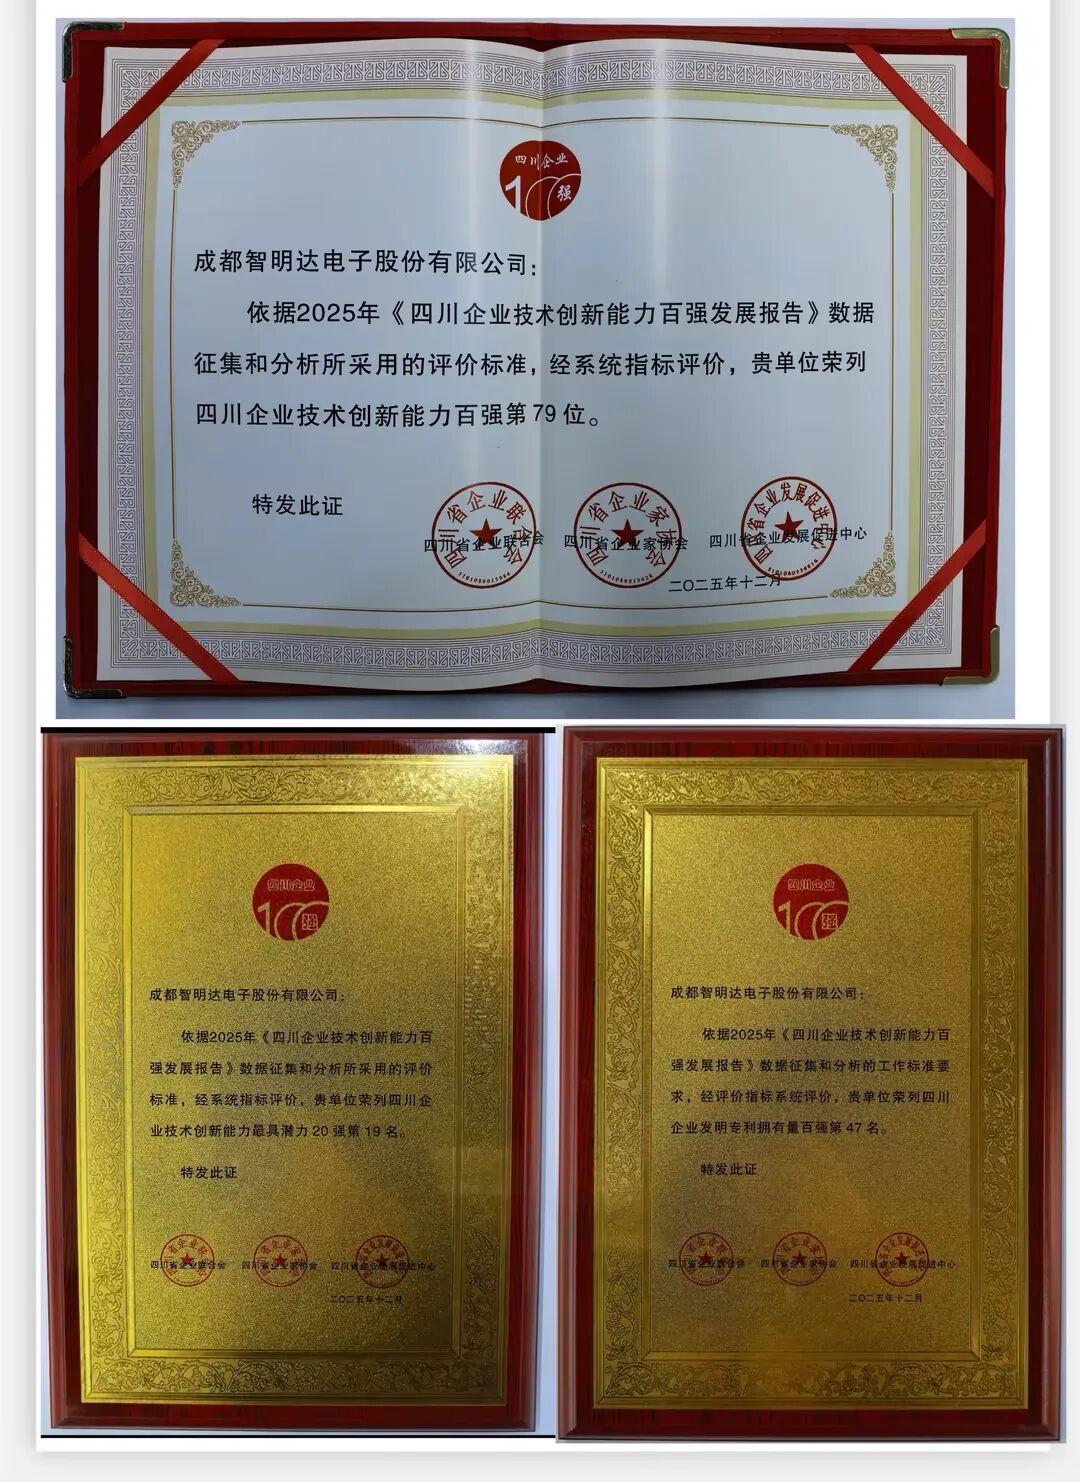 四川企业
100强
成都智明达电子股份有限公司：
依据2025年《四川企业技术创新能力百强发展报告》数据
征集和分析所采用的评价标准，经系统指标评价，贵单位荣列
四川企业技术创新能力百强第79位。
特发此证
四川省企业联合会 四川省企业家协会 四川省企业发展促进中心
二〇二五年十二月
四川企业
100强
成都智明达电子股份有限公司：
依据2025年《四川企业技术创新能力百
强发展报告》数据征集和分析所采用的评价
标准，经系统指标评价，贵单位荣列四川企
业技术创新能力最具潜力20强第19名。
特发此证
四川省企业联合会 四川省企业家协会 四川省企业发展促进中心
二〇二五年十二月
四川企业
100强
成都智明达电子股份有限公司：
依据2025年《四川企业技术创新能力百
强发展报告》数据征集和分析的工作标准要
求，经评价指标系统评价，贵单位荣列四川
企业发明专利拥有量百强第47名。
特发此证
四川省企业联合会 四川省企业家协会 四川省企业发展促进中心
二〇二五年十二月